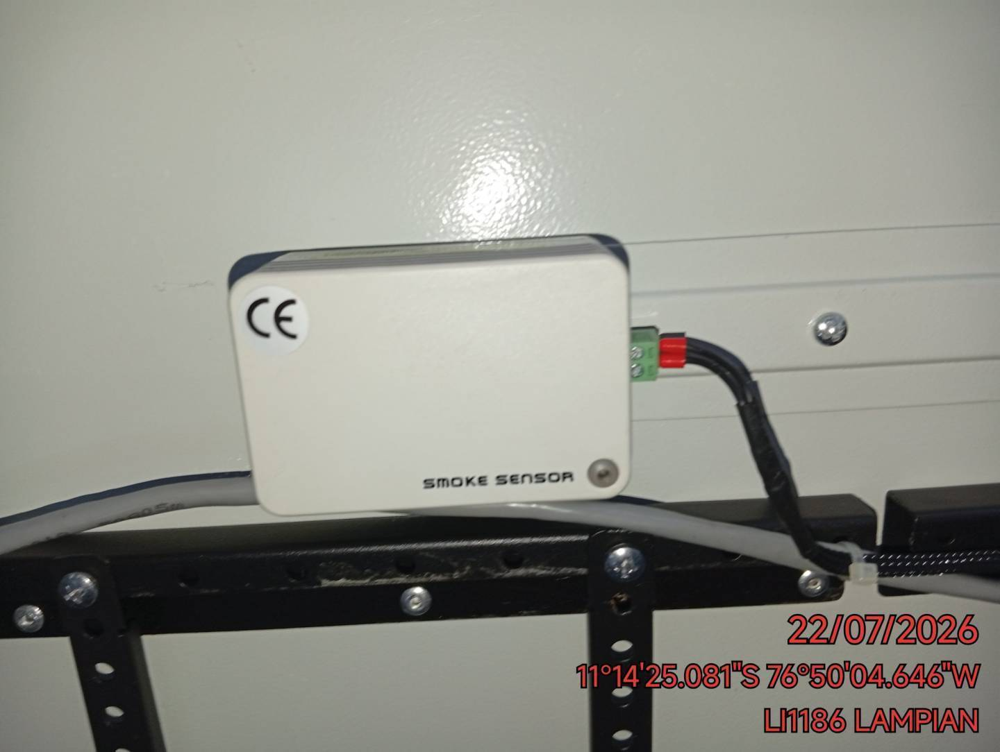 CE
SMOKE SENSOR
22/07/2026
11°14'25.081"S 76°50'04.646"W
LI1186 LAMPIAN